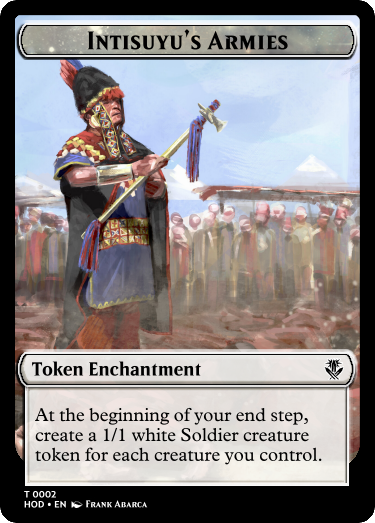 Intisuyu's Armies
Token Enchantment
At the beginning of your end step,
create a 1/1 white Soldier creature
token for each creature you control.
T 0002
HOD • EN Frank Abarca